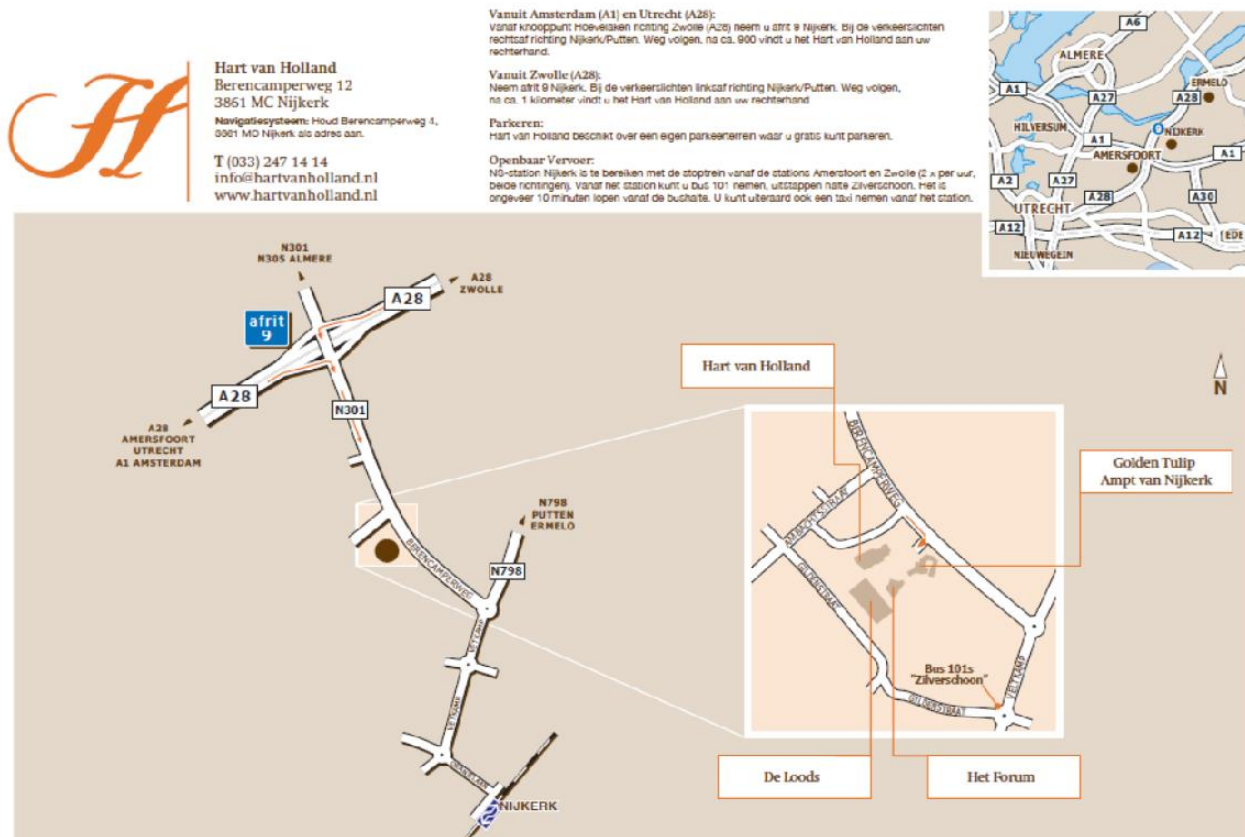 Hart van Holland
Berencamperweg 12
3861 MC Nijkerk
Navigatiesysteem: Houd Berencamperweg 4,
3861 MC Nijkerk als adres aan.
T (033) 247 14 14
info@hartvanholland.nl
www.hartvanholland.nl
Vanuit Amsterdam (A1) en Utrecht (A28):
Vanaf knooppunt Hoevelaken richting Zwolle (A28) neem u afrit 9 Nijkerk. Bij de verkeerslichten
rechtsaf richting Nijkerk/Putten. Weg volgen, na ca. 900 vindt u het Hart van Holland aan uw
rechterhand.
Vanuit Zwolle (A28):
Neem afrit 9 Nijkerk. Bij de verkeerslichten linksaf richting Nijkerk/Putten. Weg volgen,
na ca. 1 kilometer vindt u het Hart van Holland aan uw rechterhand
Parkeren:
Hart van Holland beschikt over een eigen parkeerterrein waar u gratis kunt parkeren.
Openbaar Vervoer:
NS-station Nijkerk is te bereiken met de stoptrein vanaf de stations Amersfoort en Zwolle (2 x per uur,
beide richtingen). Vanaf het station kunt u bus 101 nemen, uitstappen halte Zilverschoon. Het is
ongeveer 10 minuten lopen vanaf de bushalte. U kunt uiteraard ook een taxi nemen vanaf het station.
A6
ALMERE
ERMELO
A1
A27
A28
HILVERSUM
NIJKERK
A1
AMERSFOORT
A1
A2
A27
A28
A30
UTRECHT
A12
A12
EDE
NIEUWEGEIN
N301
N305 ALMERE
A28
ZWOLLE
A28
afrit
9
A28
N301
A28
AMERSFOORT
UTRECHT
A1 AMSTERDAM
N798
PUTTEN
ERMELO
BERENCAMPERWEG
N798
VETKAMP
VETKAMP
NIJKERK
Hart van Holland
N
Golden Tulip
Ampt van Nijkerk
BERENCAMPERWEG
AMBACHTSSTRAAT
GILDENSTRAAT
Bus 101s
"Zilverschoon"
VELTKAMP
GILDENSTRAAT
De Loods
Het Forum